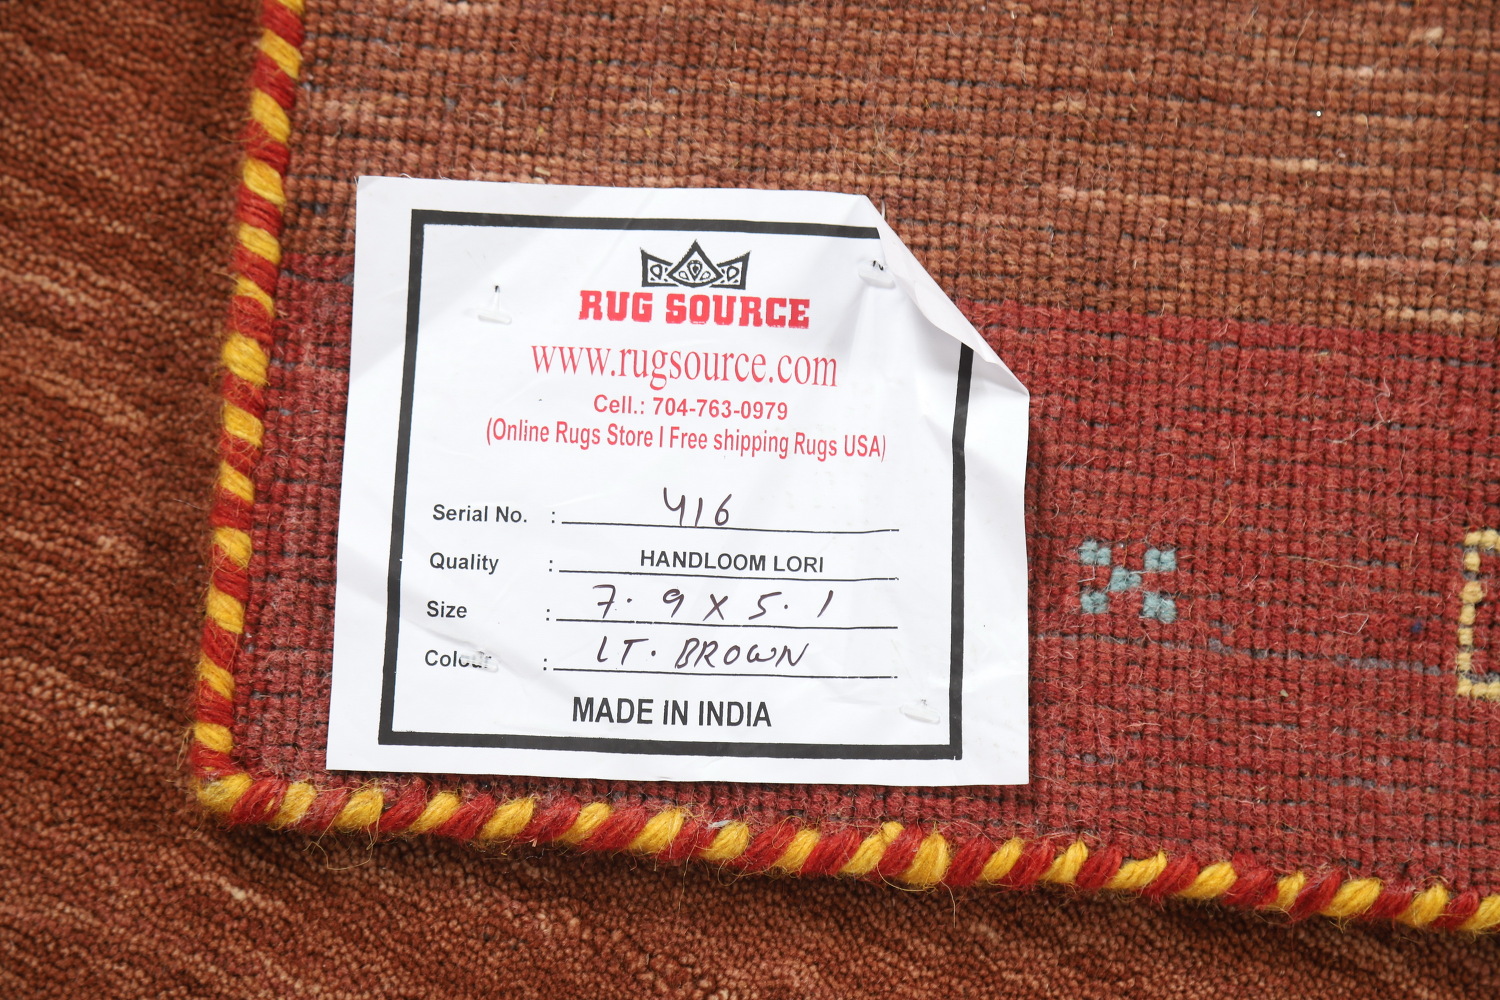 RUG SOURCE
www.rugsource.com
Cell.: 704-763-0979
(Online Rugs Store I Free shipping Rugs USA)
Serial No. : 416
Quality : HANDLOOM LORI
Size : 7.9 X 5.1
Colour : LT. BROWN
MADE IN INDIA